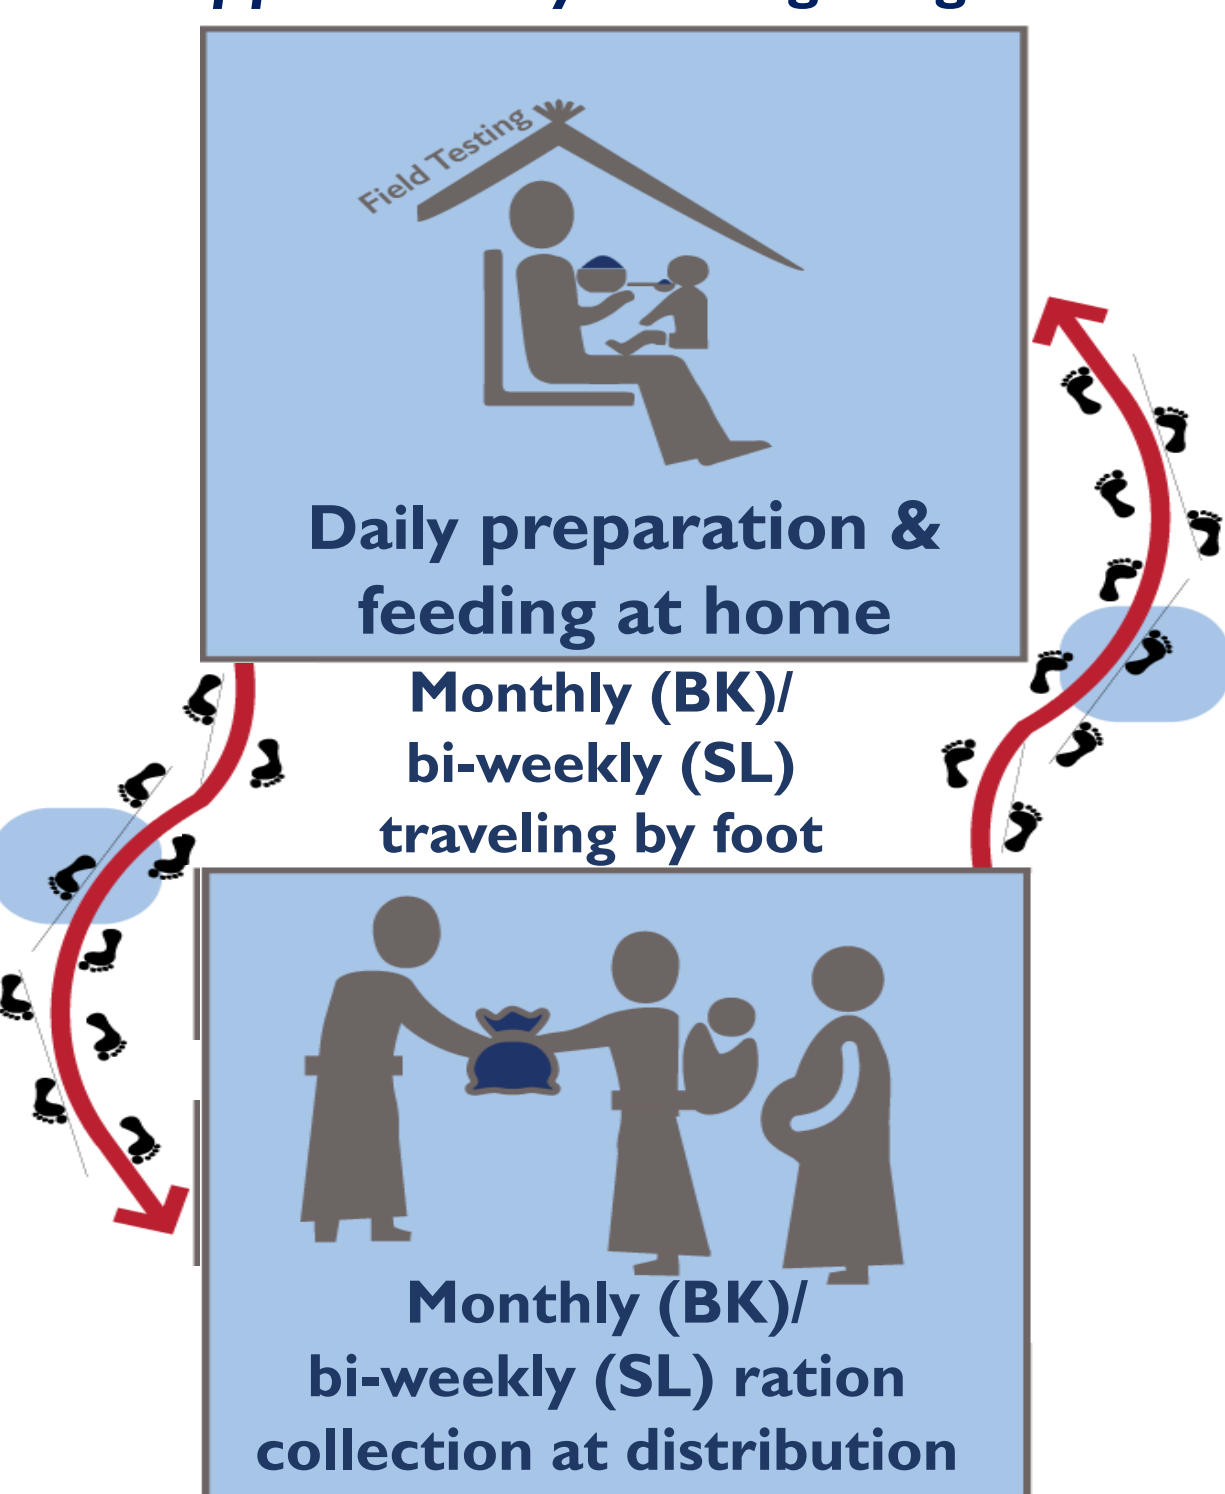 Field Testing
Daily preparation &
feeding at home
Monthly (BK)/
bi-weekly (SL)
traveling by foot
Monthly (BK)/
bi-weekly (SL) ration
collection at distribution